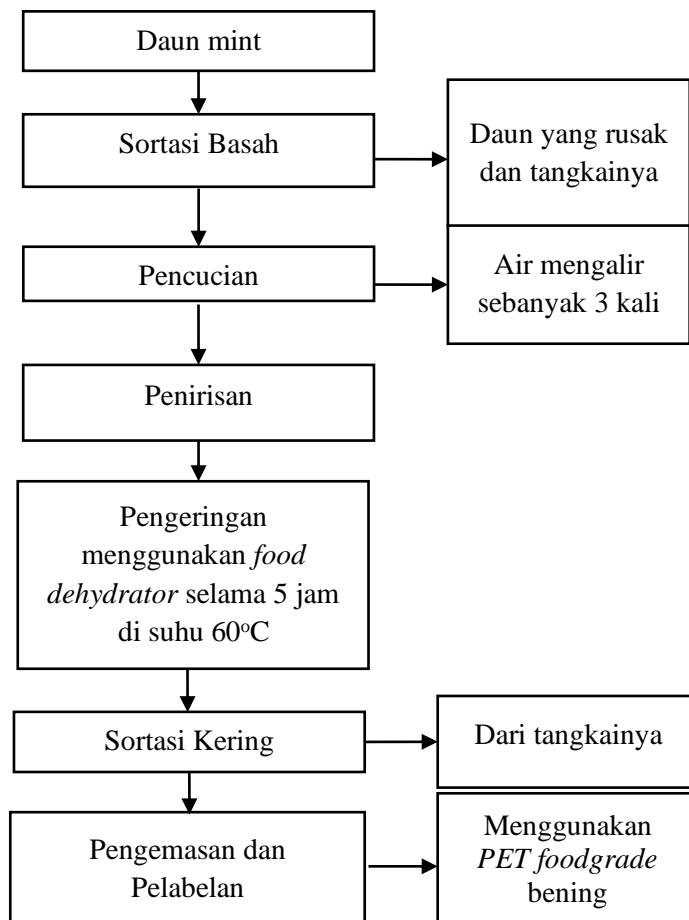 Daun mint
Sortasi Basah
Daun yang rusak
dan tangkainya
Pencucian
Air mengalir
sebanyak 3 kali
Penirisan
Pengeringan
menggunakan food
dehydrator selama 5 jam
di suhu 60°C
Sortasi Kering
Dari tangkainya
Pengemasan dan
Pelabelan
Menggunakan
PET foodgrade
bening